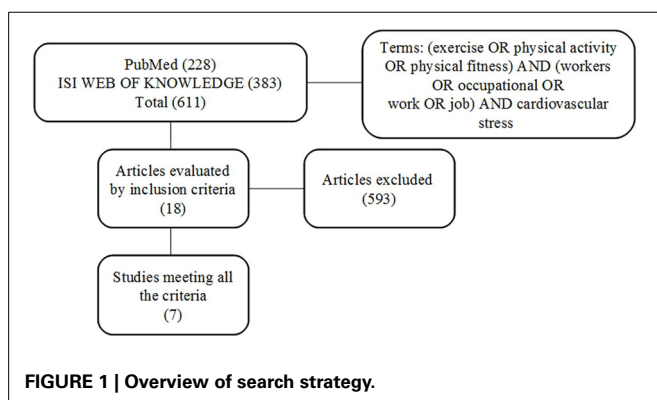 PubMed (228)
ISI WEB OF KNOWLEDGE (383)
Total (611)
Terms: (exercise OR physical activity
OR physical fitness) AND (workers
OR occupational OR
work OR job) AND cardiovascular
stress
Articles evaluated
by inclusion criteria
(18)
Articles excluded
(593)
Studies meeting all
the criteria
(7)
FIGURE 1 | Overview of search strategy.